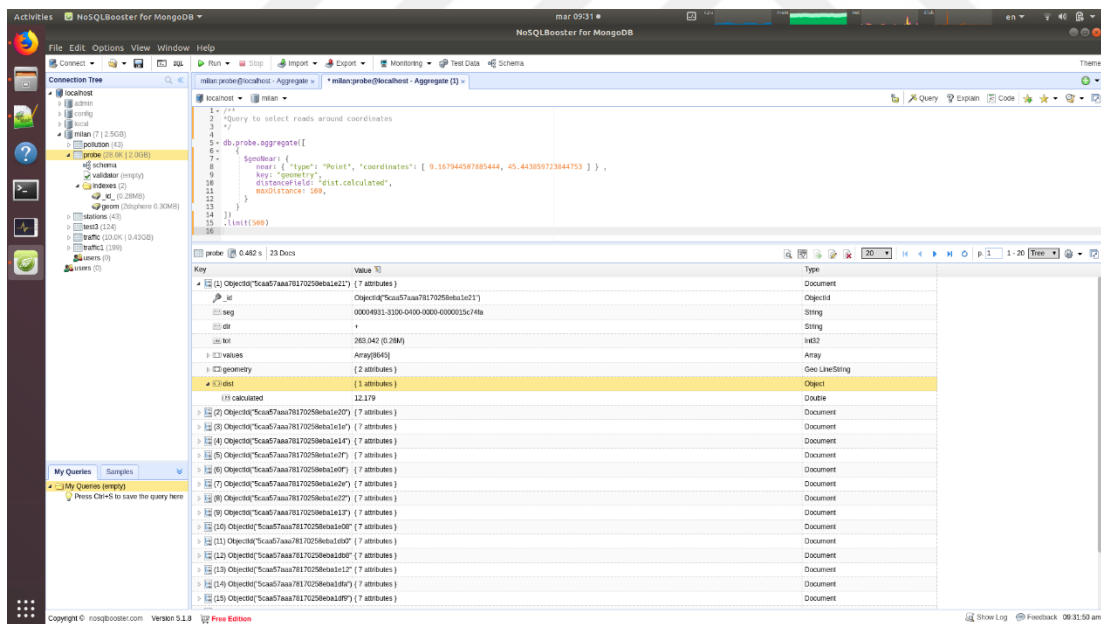 Activities NoSQLBooster for MongoDB ▾ mar 09:31 ● en ▾
NoSQLBooster for MongoDB
File Edit Options View Window Help
Connect ▾ SQL Run ▾ Stop Import ▾ Export ▾ Monitoring ▾ Test Data Schema Theme
Connection Tree
milan:probe@localhost - Aggregate × * milan:probe@localhost - Aggregate (1) ×
localhost
admin
config
local
milan (7 | 2.5GB)
pollution (43)
probe (28.0K | 2.0GB)
schema
validator (empty)
indexes (2)
_id_ (0.28MB)
geom (2dsphere 0.30MB)
stations (43)
test3 (124)
traffic (10.0K | 0.43GB)
traffic1 (199)
users (0)
users (0)
localhost ▾ milan ▾ Query Explain Code
1 /**
2 *Query to select roads around coordinates
3 */
4
5 db.probe.aggregate([
6 {
7 $geoNear: {
8 near: { "type": "Point", "coordinates": [ 9.167944507885444, 45.443859723844753 ] } ,
9 key: "geometry",
10 distanceField: "dist.calculated",
11 maxDistance: 100,
12 }
13 }
14 ])
15 .limit(500)
16
probe 0.462 s 23 Docs 20 p. 1 1 - 20 Tree
Key Value Type
(1) ObjectId("5caa57aaa78170258eba1e21") { 7 attributes } Document
_id ObjectId("5caa57aaa78170258eba1e21") ObjectId
seg 00004931-3100-0400-0000-0000015c74fa String
dir + String
tot 263,042 (0.26M) Int32
values Array[8645] Array
geometry { 2 attributes } Geo LineString
dist { 1 attributes } Object
calculated 12.179 Double
(2) ObjectId("5caa57aaa78170258eba1e20") { 7 attributes } Document
(3) ObjectId("5caa57aaa78170258eba1e1e") { 7 attributes } Document
(4) ObjectId("5caa57aaa78170258eba1e14") { 7 attributes } Document
(5) ObjectId("5caa57aaa78170258eba1e2f") { 7 attributes } Document
(6) ObjectId("5caa57aaa78170258eba1e0f") { 7 attributes } Document
(7) ObjectId("5caa57aaa78170258eba1e2e") { 7 attributes } Document
(8) ObjectId("5caa57aaa78170258eba1e22") { 7 attributes } Document
(9) ObjectId("5caa57aaa78170258eba1e13") { 7 attributes } Document
(10) ObjectId("5caa57aaa78170258eba1e08" { 7 attributes } Document
(11) ObjectId("5caa57aaa78170258eba1db0" { 7 attributes } Document
(12) ObjectId("5caa57aaa78170258eba1db8" { 7 attributes } Document
(13) ObjectId("5caa57aaa78170258eba1e12" { 7 attributes } Document
(14) ObjectId("5caa57aaa78170258eba1dfa") { 7 attributes } Document
(15) ObjectId("5caa57aaa78170258eba1df9") { 7 attributes } Document
My Queries Samples
My Queries (empty)
Press Ctrl+S to save the query here
Copyright © nosqlbooster.com Version 5.1.8 Free Edition Show Log Feedback 09:31:50 am